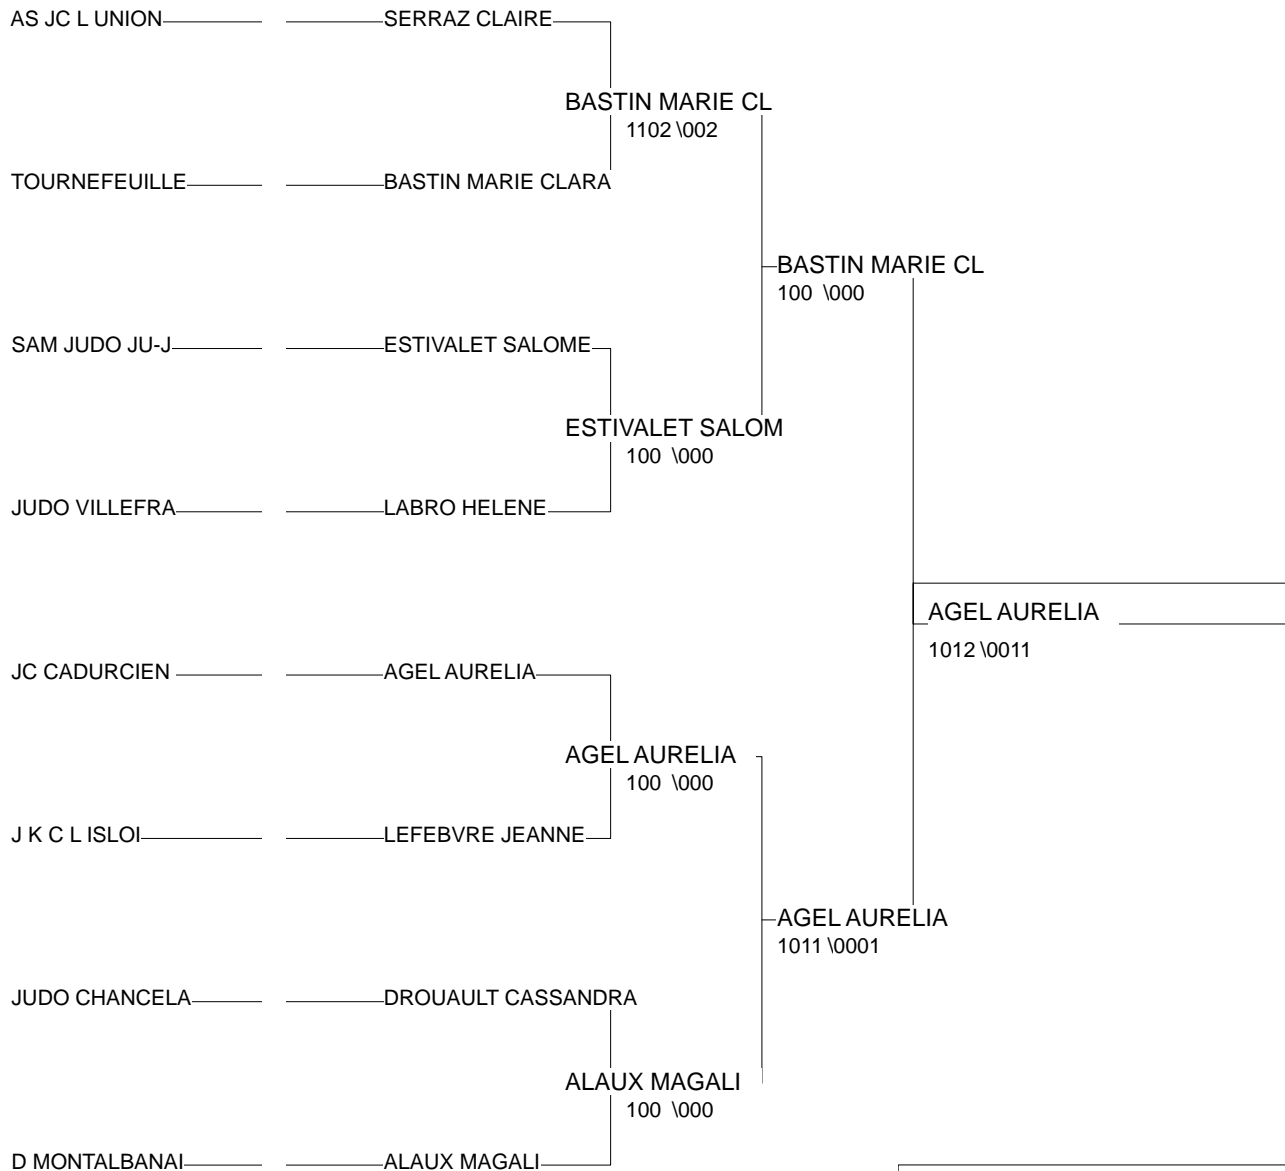 AS JC L UNION SERRAZ CLAIRE
BASTIN MARIE CL
1102 \002
TOURNEFEUILLE BASTIN MARIE CLARA
BASTIN MARIE CL
100 \000
SAM JUDO JU-J ESTIVALET SALOME
ESTIVALET SALOM
100 \000
JUDO VILLEFRA LABRO HELENE
AGEL AURELIA
1012 \0011
JC CADURCIEN AGEL AURELIA
AGEL AURELIA
100 \000
J K C L ISLOI LEFEBVRE JEANNE
AGEL AURELIA
1011 \0001
JUDO CHANCELA DROUAULT CASSANDRA
ALAUX MAGALI
100 \000
D MONTALBANAI ALAUX MAGALI